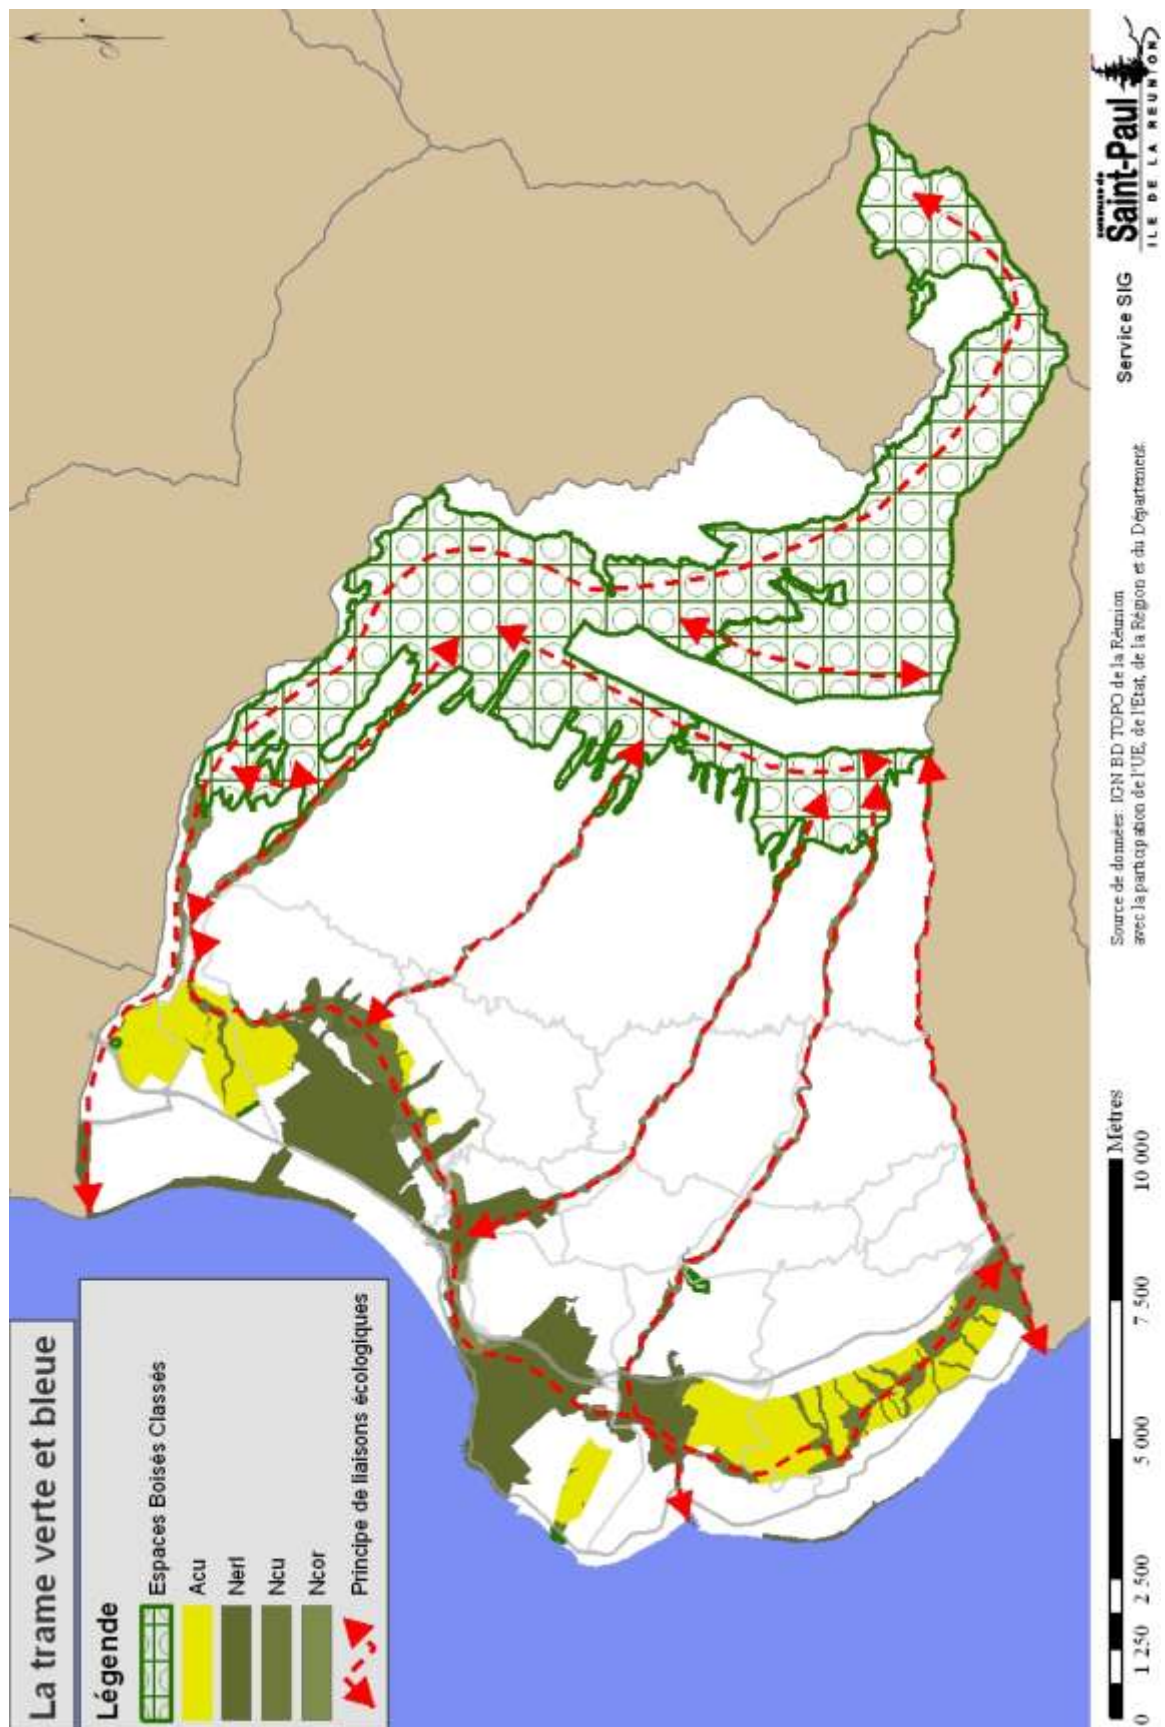 La trame verte et bleue
Légende
Espaces Boisés Classés
Acu
Nerl
Ncu
Ncor
Principe de liaisons écologiques
0 1 250 2 500 5 000 7 500 10 000
Mètres
Source de données: IGN BD TOPO de la Réunion
avec la participation de l'UE, de l'Etat, de la Région et du Département.
Service SIG
Saint-Paul
ILE DE LA REUNION